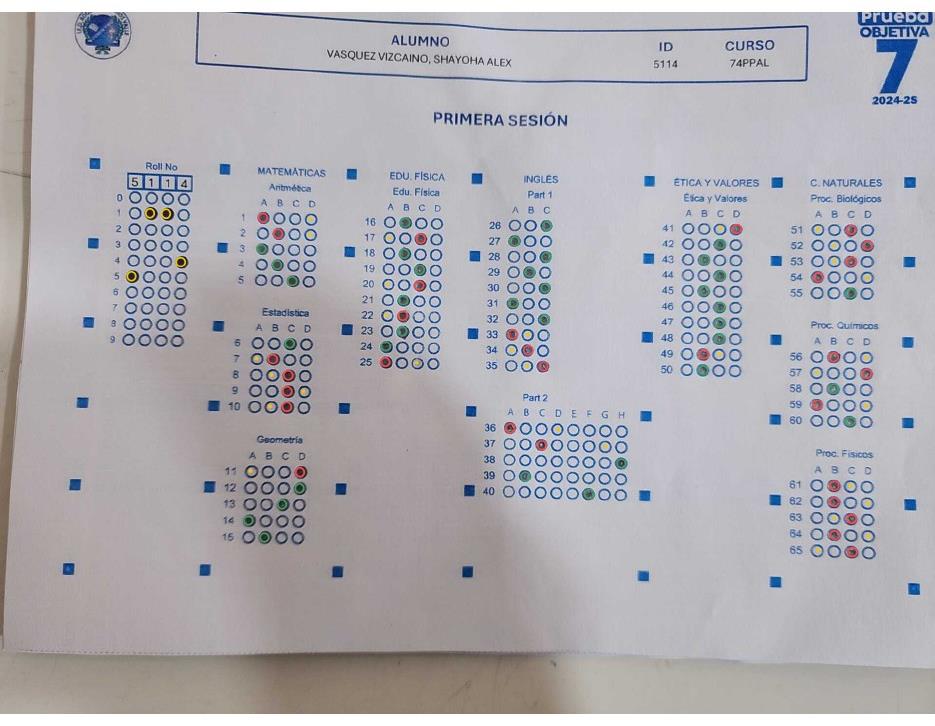 Prueba
OBJETIVA
7
2024-2S
ALUMNO
VASQUEZ VIZCAINO, SHAYOHA ALEX
ID
5114
CURSO
74PPAL
PRIMERA SESIÓN
Roll No
5 1 1 4
0
1
2
3
4
5
6
7
8
9
MATEMÁTICAS
Aritmética
A B C D
1
2
3
4
5
Estadística
A B C D
6
7
8
9
10
Geometría
A B C D
11
12
13
14
15
EDU. FÍSICA
Edu. Física
A B C D
16
17
18
19
20
21
22
23
24
25
INGLÉS
Part 1
A B C
26
27
28
29
30
31
32
33
34
35
Part 2
A B C D E F G H
36
37
38
39
40
ÉTICA Y VALORES
Ética y Valores
A B C D
41
42
43
44
45
46
47
48
49
50
C. NATURALES
Proc. Biológicos
A B C D
51
52
53
54
55
Proc. Químicos
A B C D
56
57
58
59
60
Proc. Físicos
A B C D
61
62
63
64
65